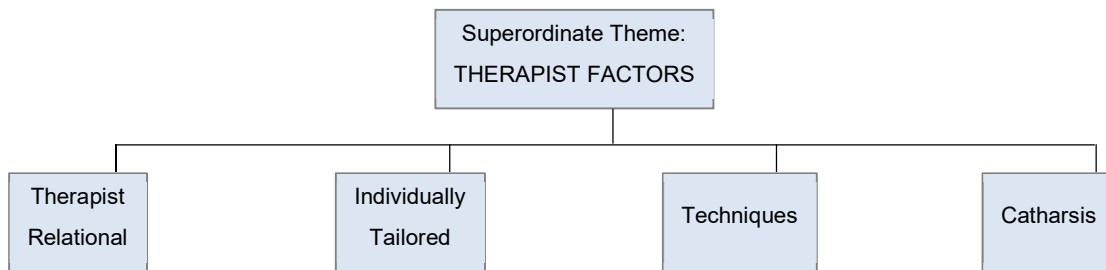 Superordinate Theme:
THERAPIST FACTORS
Therapist
Relational
Individually
Tailored
Techniques
Catharsis